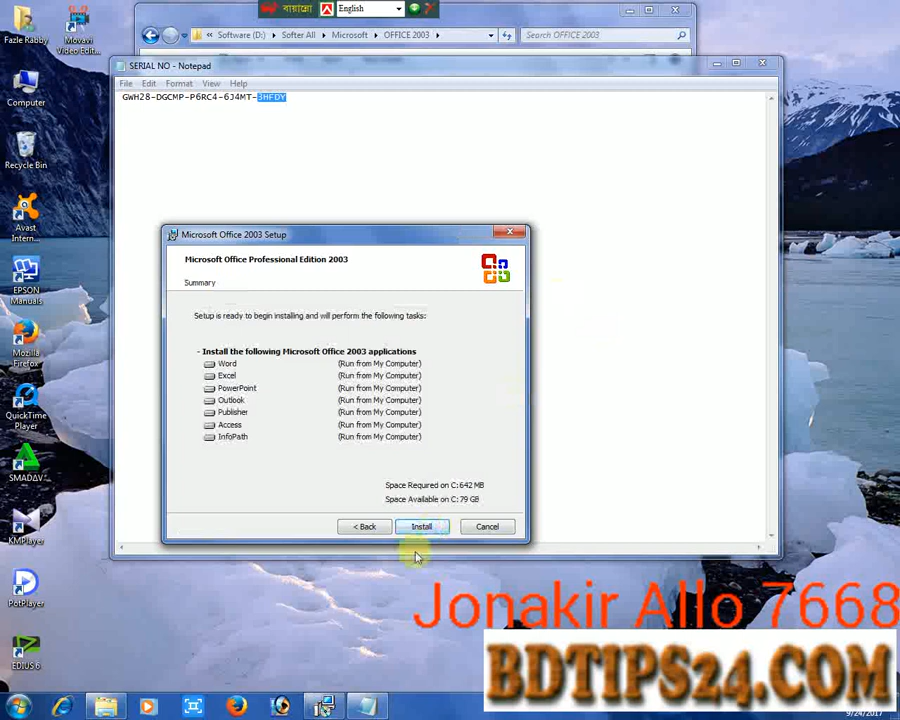 Fazle Rabby
Movavi Video Edit...
বায়ান্নো
English
Software (D:)
Softer All
Microsoft
OFFICE 2003
Search OFFICE 2003
SERIAL NO - Notepad
File Edit Format View Help
GWH28-DGCMP-P6RC4-6J4MT-3HFDY
Computer
Recycle Bin
Avast Intern...
EPSON Manuals
Mozilla Firefox
QuickTime Player
SMADΔV
KMPlayer
PotPlayer
EDIUS 6
Microsoft Office 2003 Setup
Microsoft Office Professional Edition 2003
Summary
Setup is ready to begin installing and will perform the following tasks:
- Install the following Microsoft Office 2003 applications
Word (Run from My Computer)
Excel (Run from My Computer)
PowerPoint (Run from My Computer)
Outlook (Run from My Computer)
Publisher (Run from My Computer)
Access (Run from My Computer)
InfoPath (Run from My Computer)
Space Required on C:642 MB
Space Available on C:79 GB
< Back
Install
Cancel
Jonakir Allo 7668
BDTIPS24.COM
9/24/2017